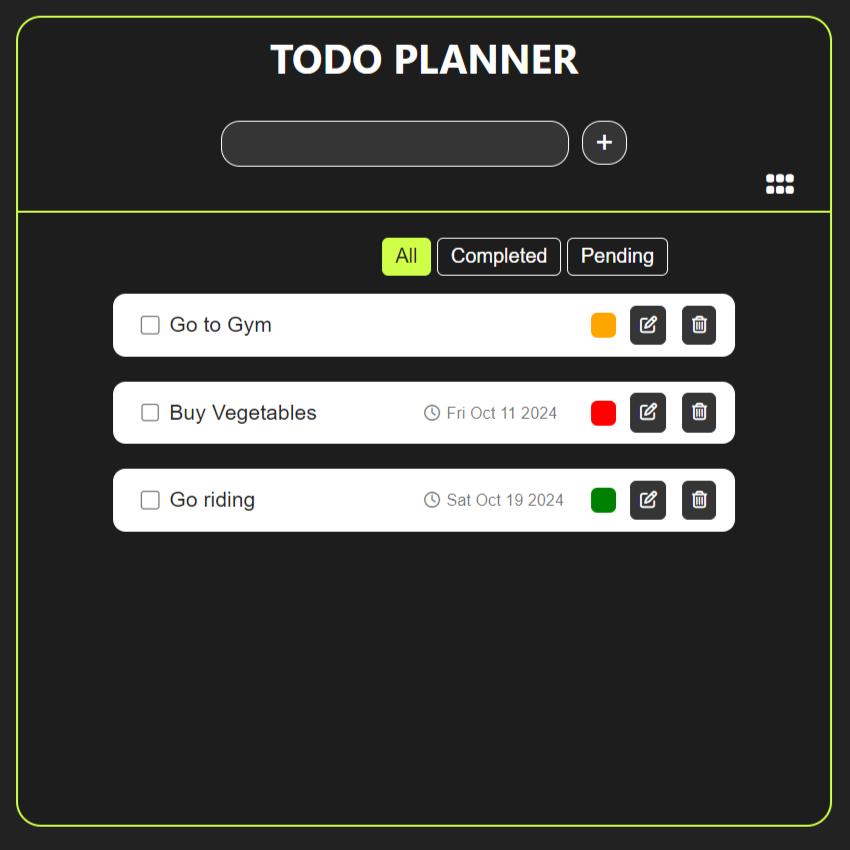 TODO PLANNER
+
All Completed Pending
Go to Gym
Buy Vegetables Fri Oct 11 2024
Go riding Sat Oct 19 2024